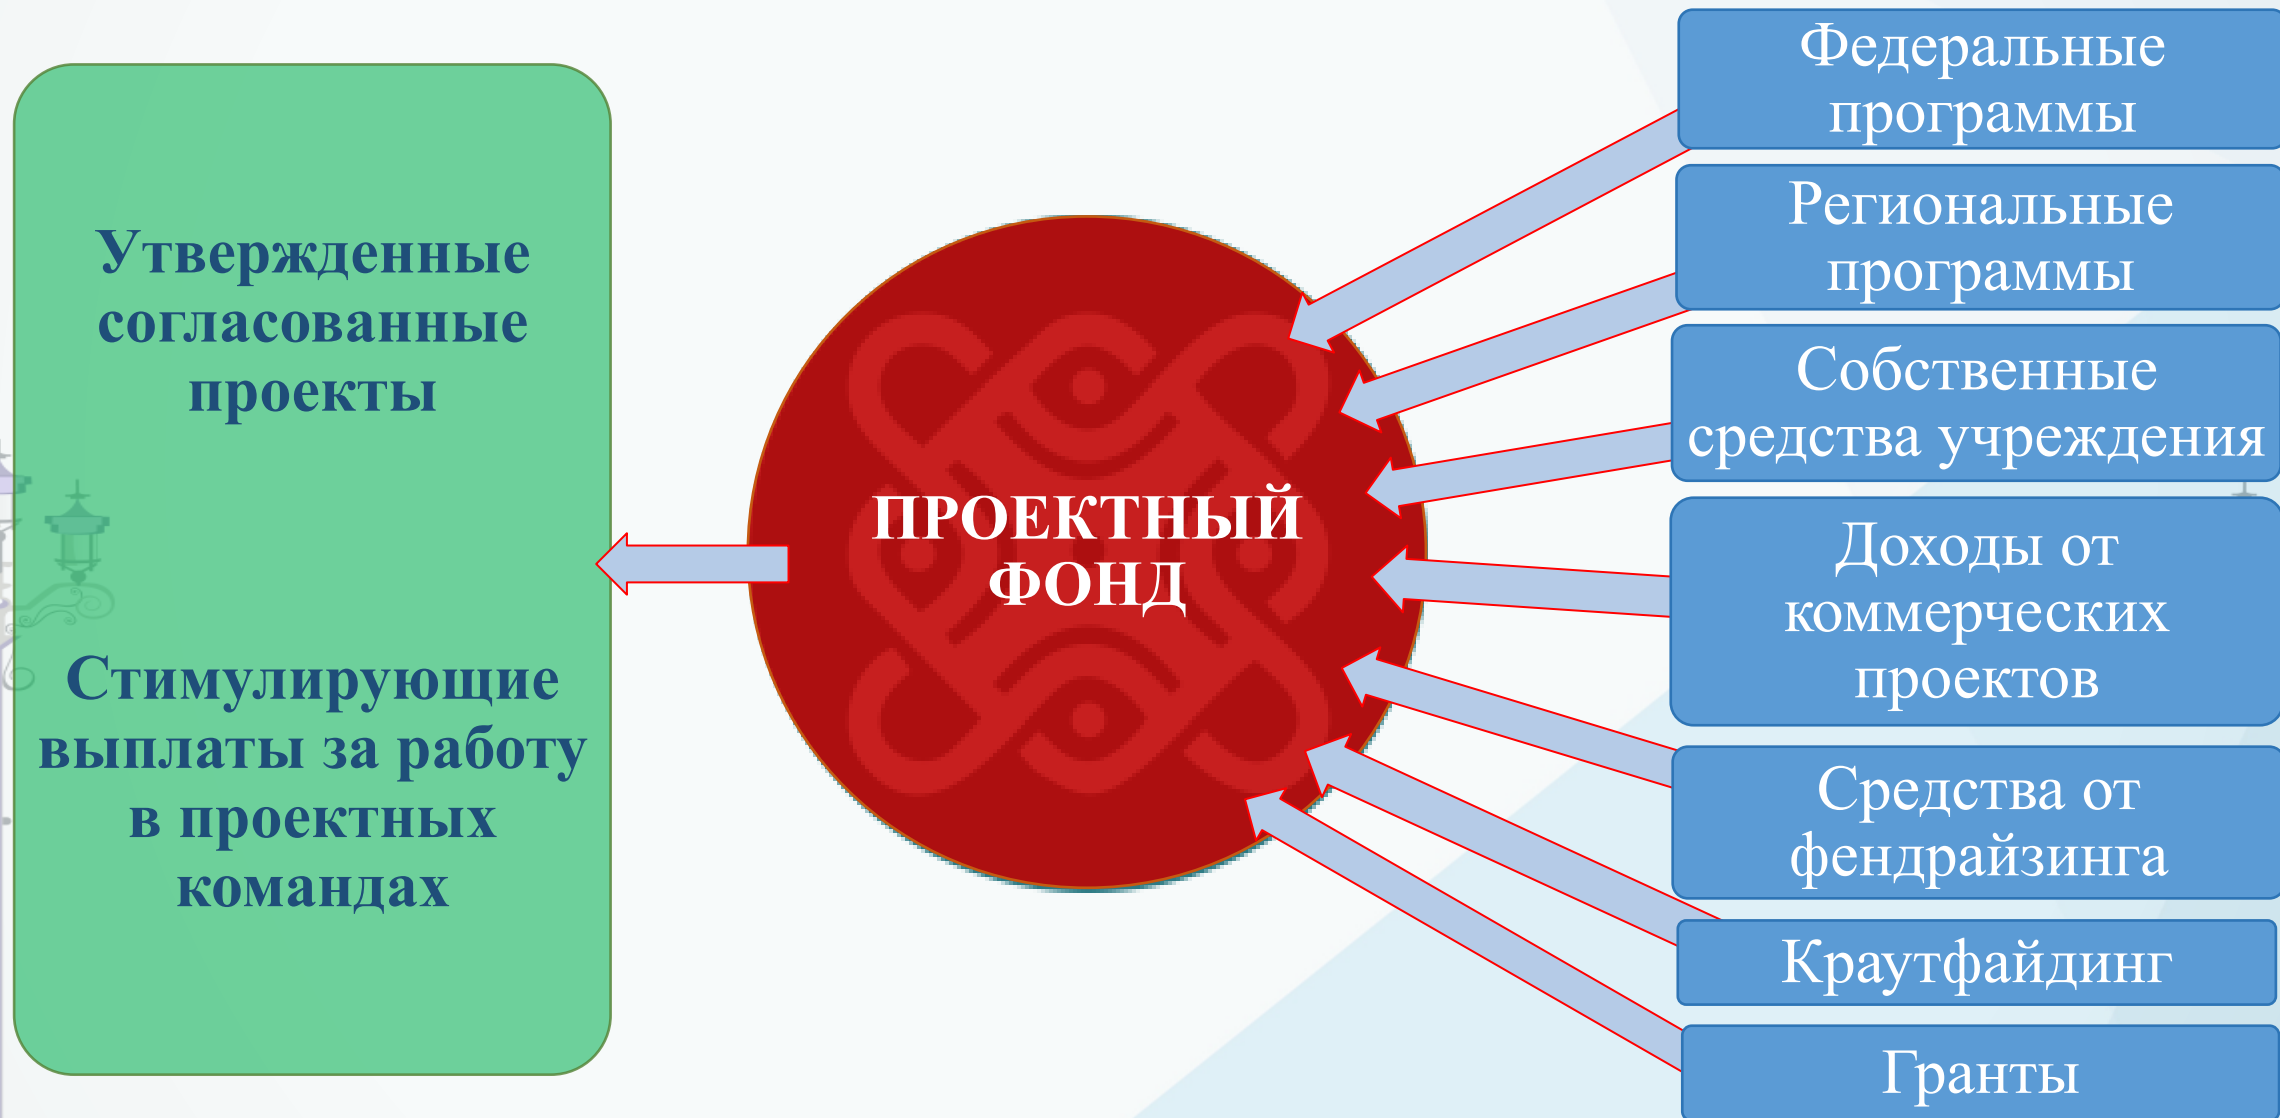 Утвержденные
согласованные
проекты
Стимулирующие
выплаты за работу
в проектных
командах
ПРОЕКТНЫЙ
ФОНД
Федеральные
программы
Региональные
программы
Собственные
средства учреждения
Доходы от
коммерческих
проектов
Средства от
фендрайзинга
Краутфайдинг
Гранты